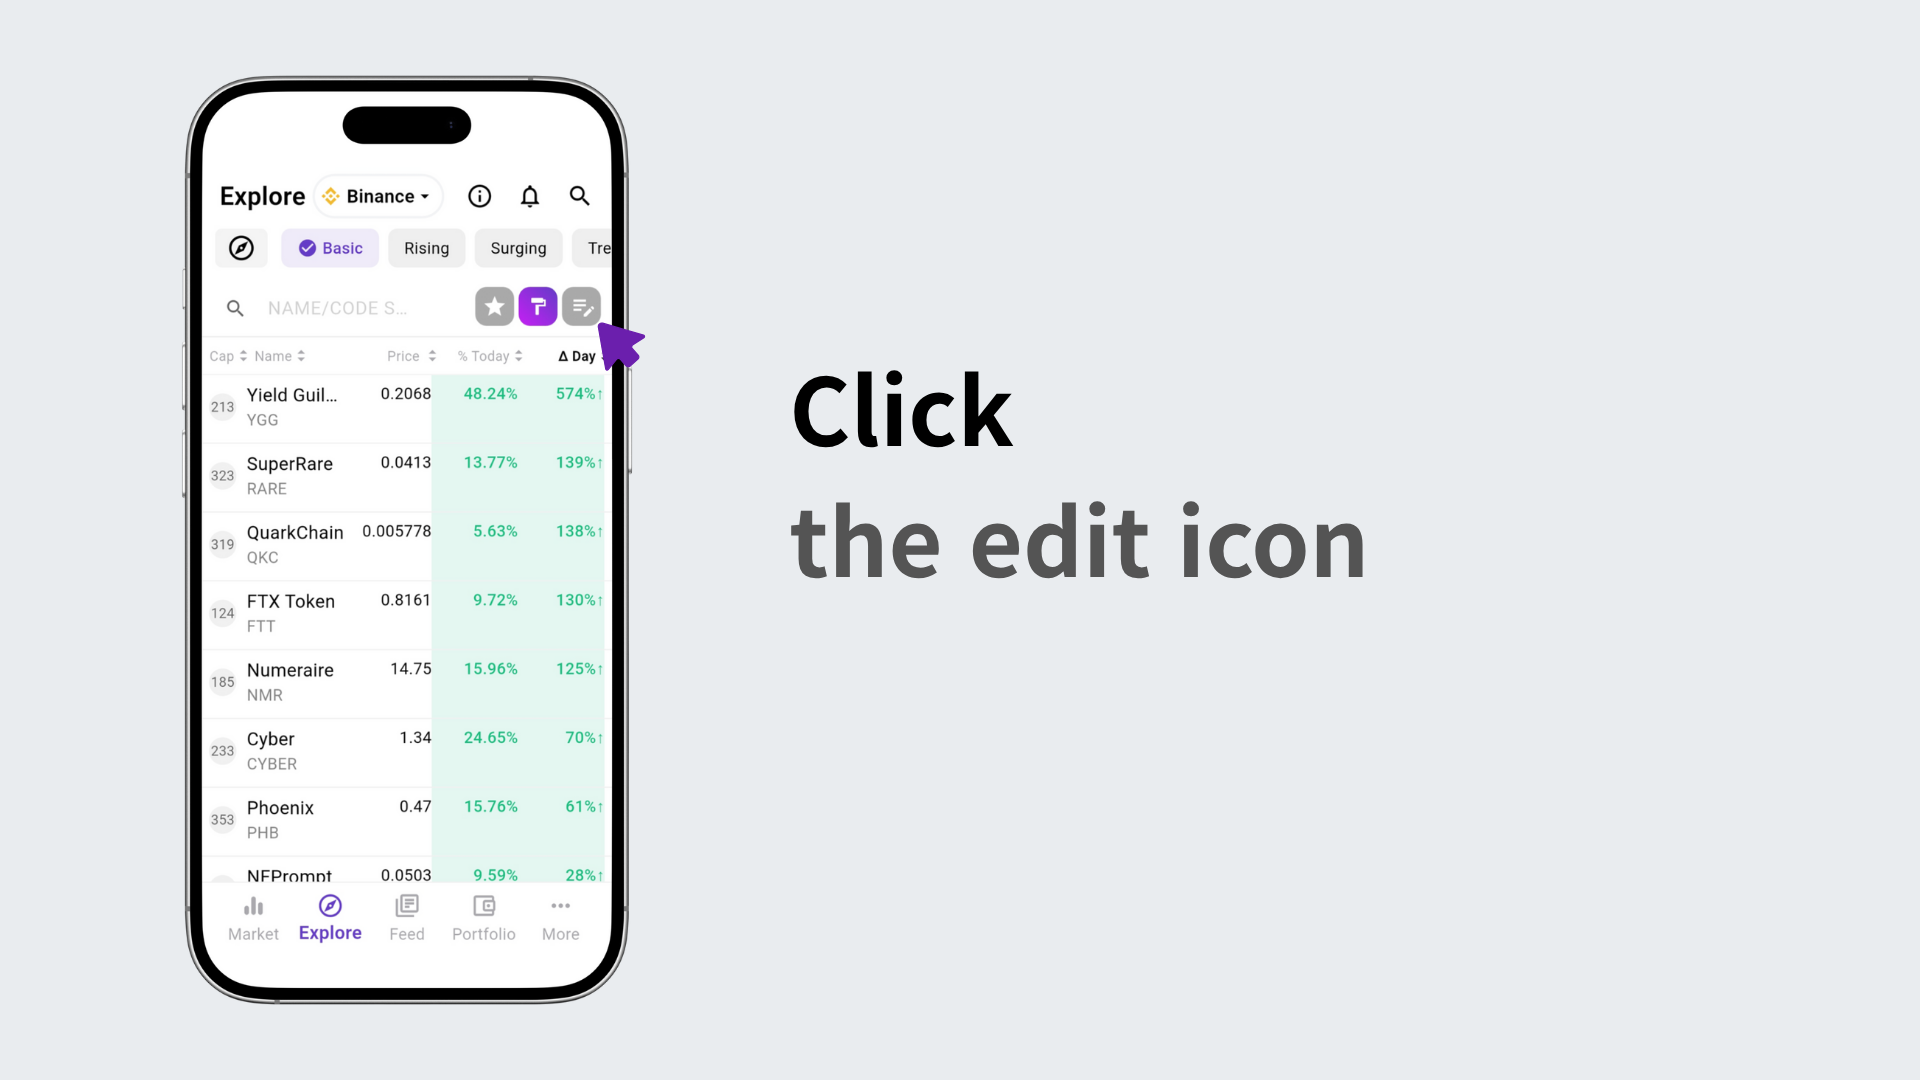 Explore Binance
Basic Rising Surging Tre
NAME/CODE S...
Cap Name Price % Today Δ Day
213 Yield Guil... 0.2068 48.24% 574%↑
YGG
323 SuperRare 0.0413 13.77% 139%↑
RARE
319 QuarkChain 0.005778 5.63% 138%↑
QKC
124 FTX Token 0.8161 9.72% 130%↑
FTT
185 Numeraire 14.75 15.96% 125%↑
NMR
233 Cyber 1.34 24.65% 70%↑
CYBER
353 Phoenix 0.47 15.76% 61%↑
PHB
NFPrompt 0.0503 9.59% 28%↑
Market Explore Feed Portfolio More
Click
the edit icon